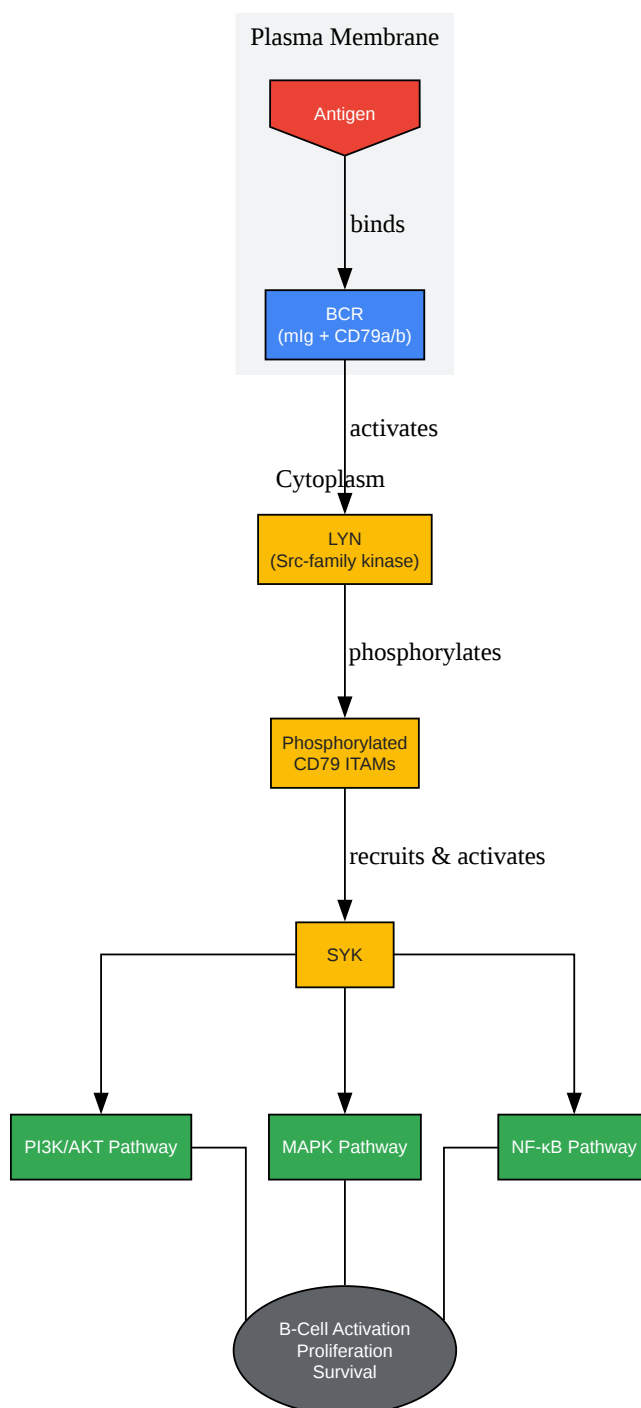 Plasma Membrane
Antigen
binds
BCR
(mIg + CD79a/b)
activates
Cytoplasm
LYN
(Src-family kinase)
phosphorylates
Phosphorylated
CD79 ITAMs
recruits & activates
SYK
PI3K/AKT Pathway
MAPK Pathway
NF-κB Pathway
B-Cell Activation
Proliferation
Survival